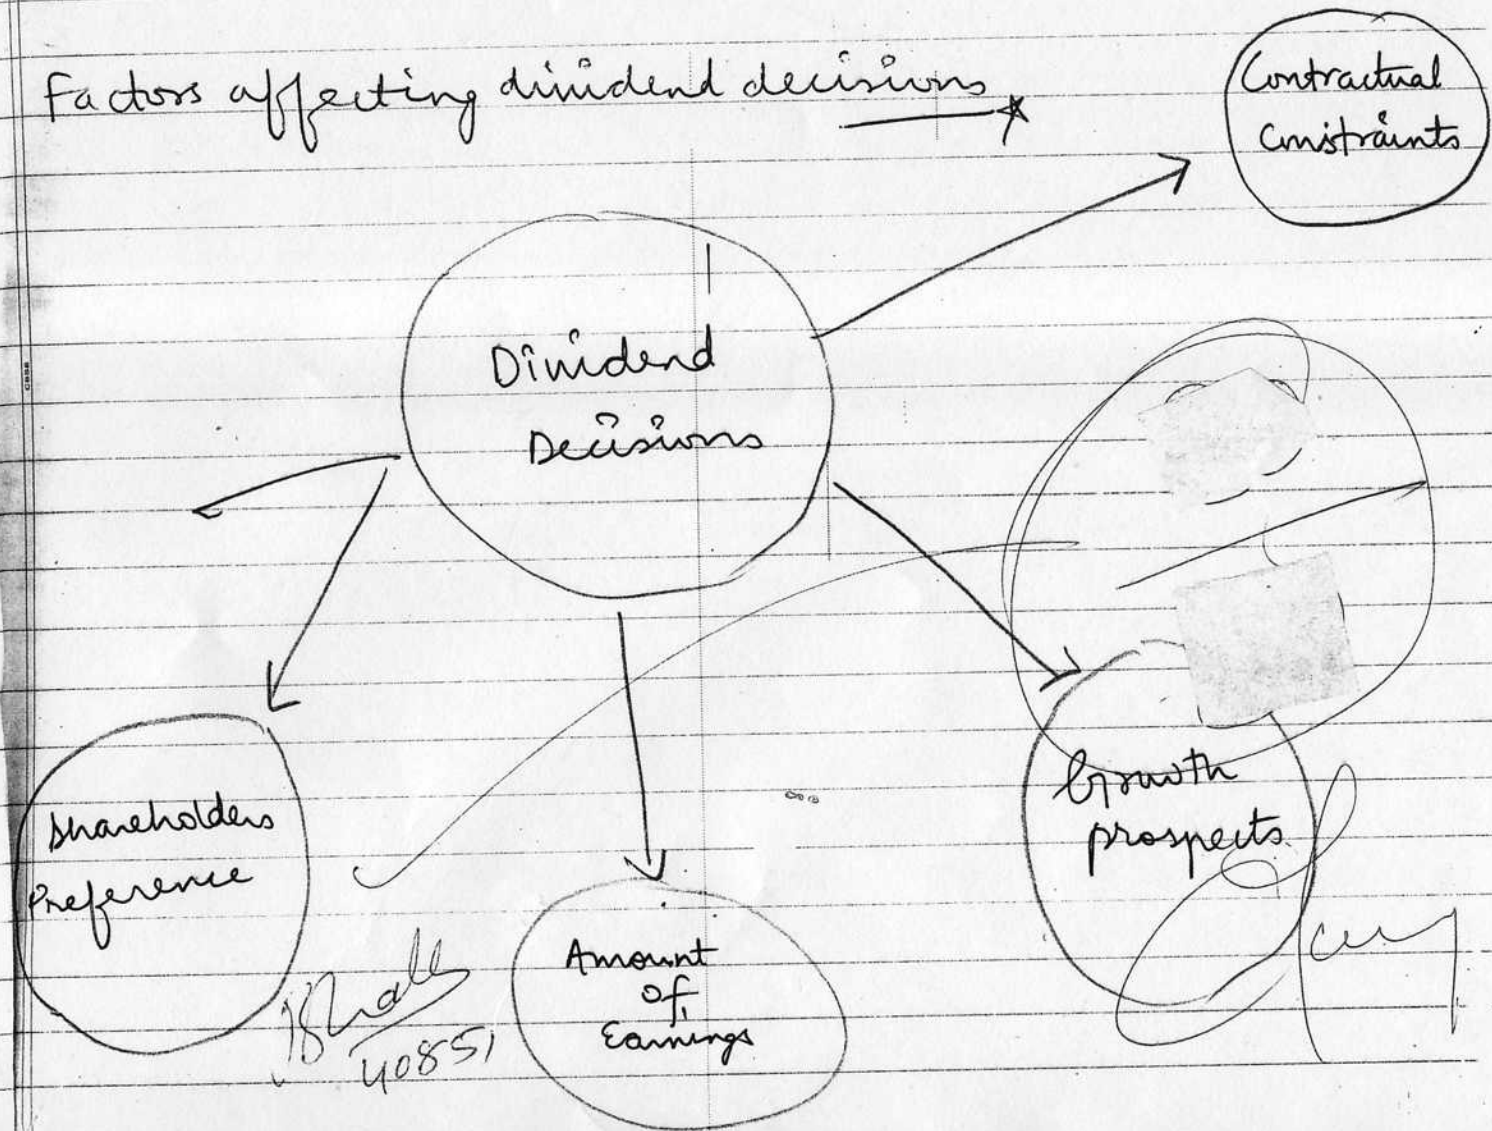 Factors affecting dividend decisions
Contractual
Constraints
Dividend
Decisions
Shareholders
Preference
Amount
of
Earnings
Growth
prospects
40851